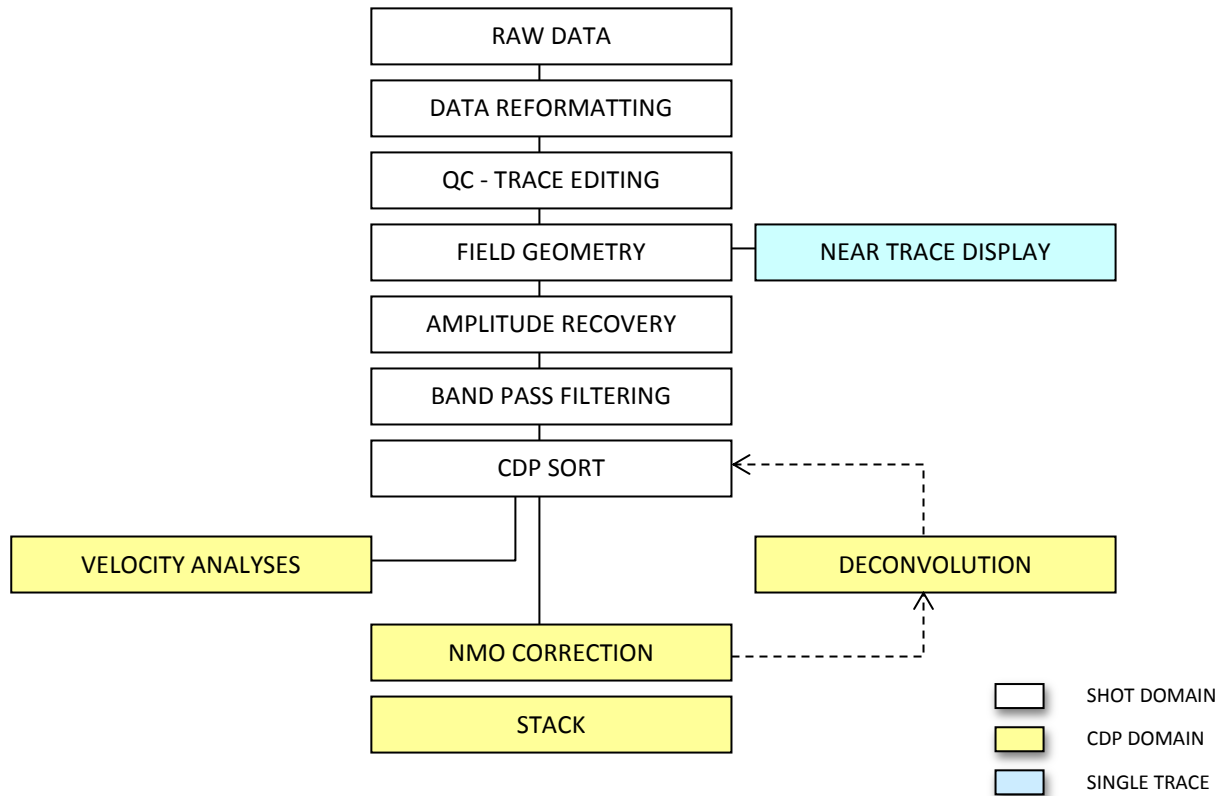 RAW DATA
DATA REFORMATTING
QC - TRACE EDITING
FIELD GEOMETRY
NEAR TRACE DISPLAY
AMPLITUDE RECOVERY
BAND PASS FILTERING
CDP SORT
VELOCITY ANALYSES
DECONVOLUTION
NMO CORRECTION
STACK
SHOT DOMAIN
CDP DOMAIN
SINGLE TRACE